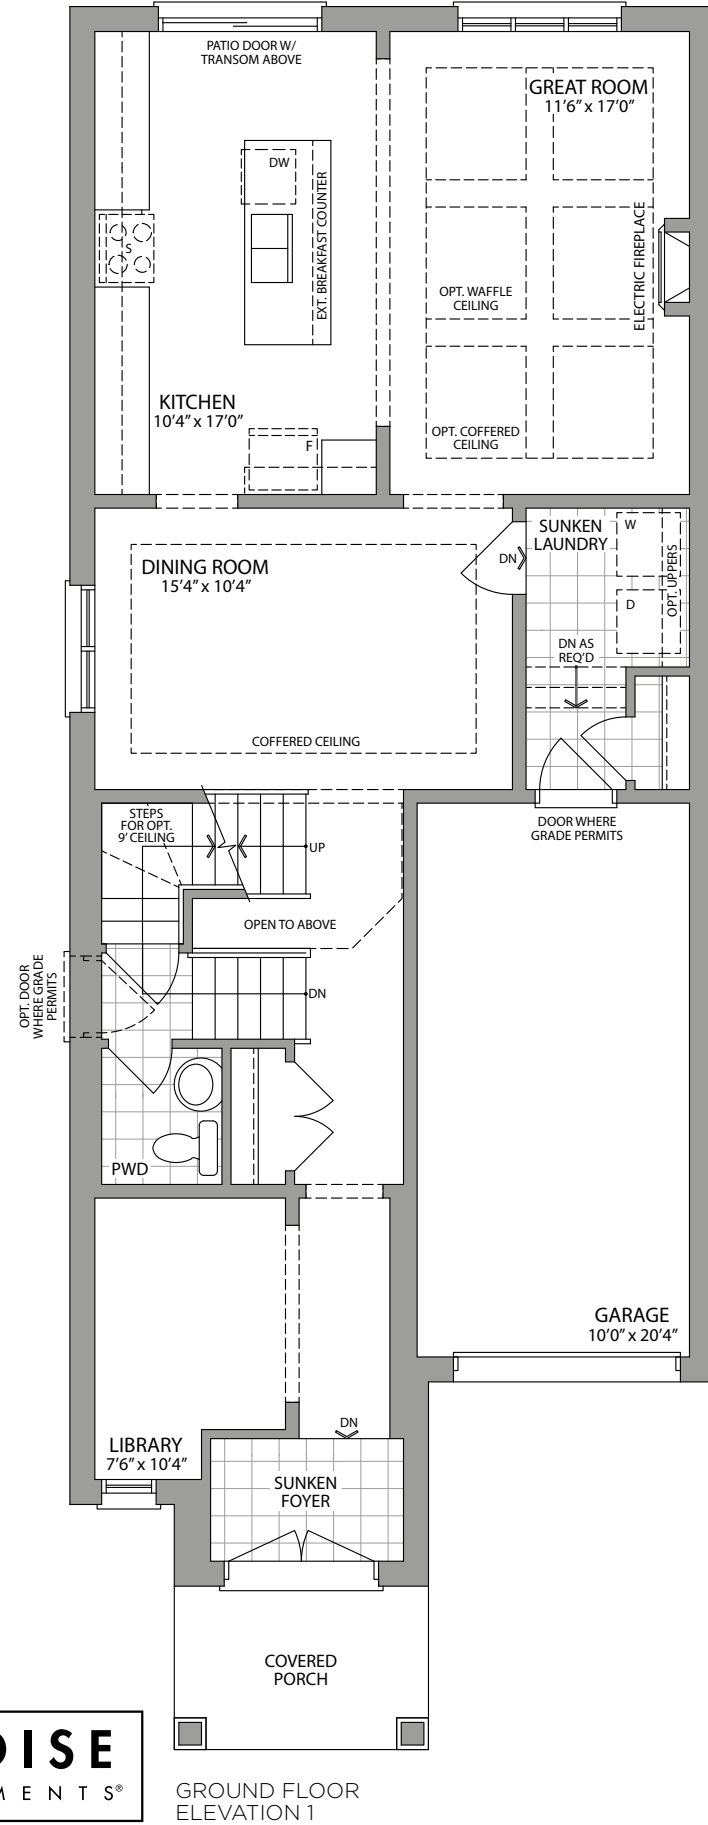 PATIO DOOR W/
TRANSOM ABOVE
GREAT ROOM
11'6" x 17'0"
DW
EXT. BREAKFAST COUNTER
S
ELECTRIC FIREPLACE
OPT. WAFFLE
CEILING
KITCHEN
10'4" x 17'0"
F
OPT. COFFERED
CEILING
SUNKEN
LAUNDRY
W
DN
OPT. UPPERS
D
DINING ROOM
15'4" x 10'4"
DN AS
REQ'D
COFFERED CEILING
STEPS
FOR OPT.
9' CEILING
UP
DOOR WHERE
GRADE PERMITS
OPEN TO ABOVE
OPT. DOOR
WHERE GRADE
PERMITS
DN
PWD
GARAGE
10'0" x 20'4"
DN
LIBRARY
7'6" x 10'4"
SUNKEN
FOYER
COVERED
PORCH
OISE
MENTS®
GROUND FLOOR
ELEVATION 1